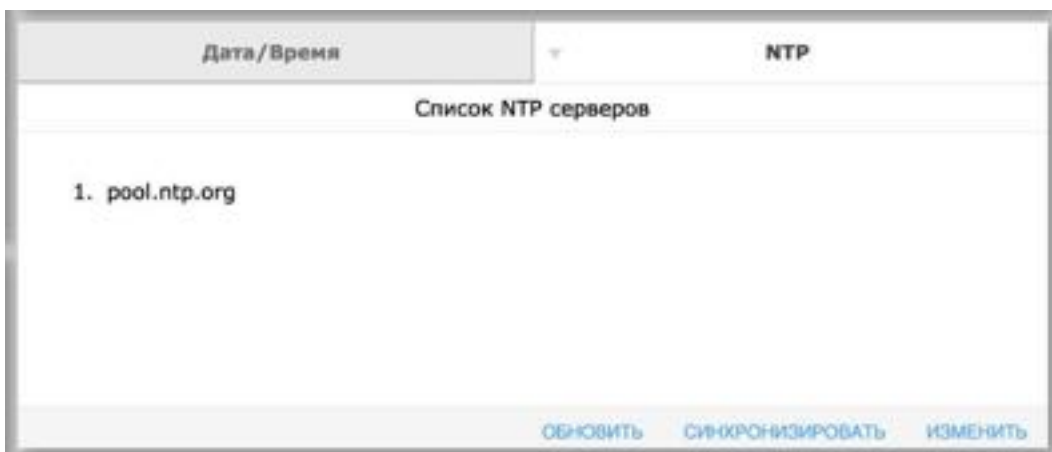 Дата/Время NTP
Список NTP серверов
1. pool.ntp.org
ОБНОВИТЬ СИНХРОНИЗИРОВАТЬ ИЗМЕНИТЬ